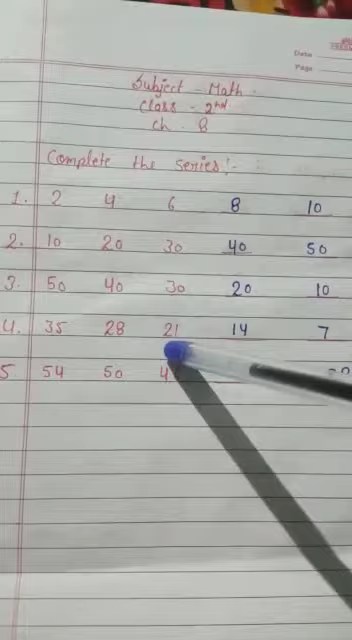 Date
Page
Subject - Math.
Class - 2nd
Ch. 8
Complete the series:-
1. 2 4 6 8 10
2. 10 20 30 40 50
3. 50 40 30 20 10
4. 35 28 21 14 7
5 54 50